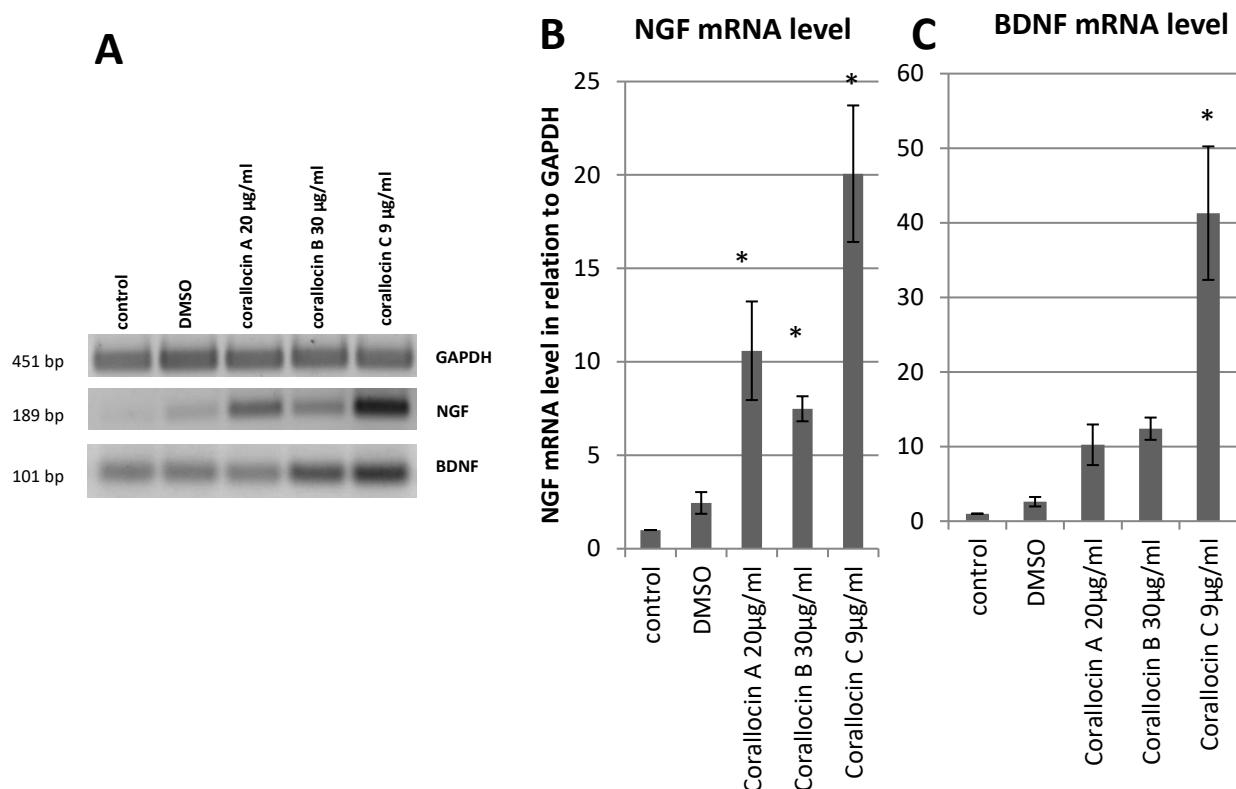 A
control
DMSO
corallocin A 20 µg/ml
corallocin B 30 µg/ml
corallocin C 9 µg/ml
451 bp
GAPDH
189 bp
NGF
101 bp
BDNF
B
NGF mRNA level
NGF mRNA level in relation to GAPDH
25
20
15
10
5
0
*
*
*
control
DMSO
Corallocin A 20µg/ml
Corallocin B 30µg/ml
Corallocin C 9µg/ml
C
BDNF mRNA level
60
50
40
30
20
10
0
*
control
DMSO
Corallocin A 20µg/ml
Corallocin B 30µg/ml
Corallocin C 9µg/ml